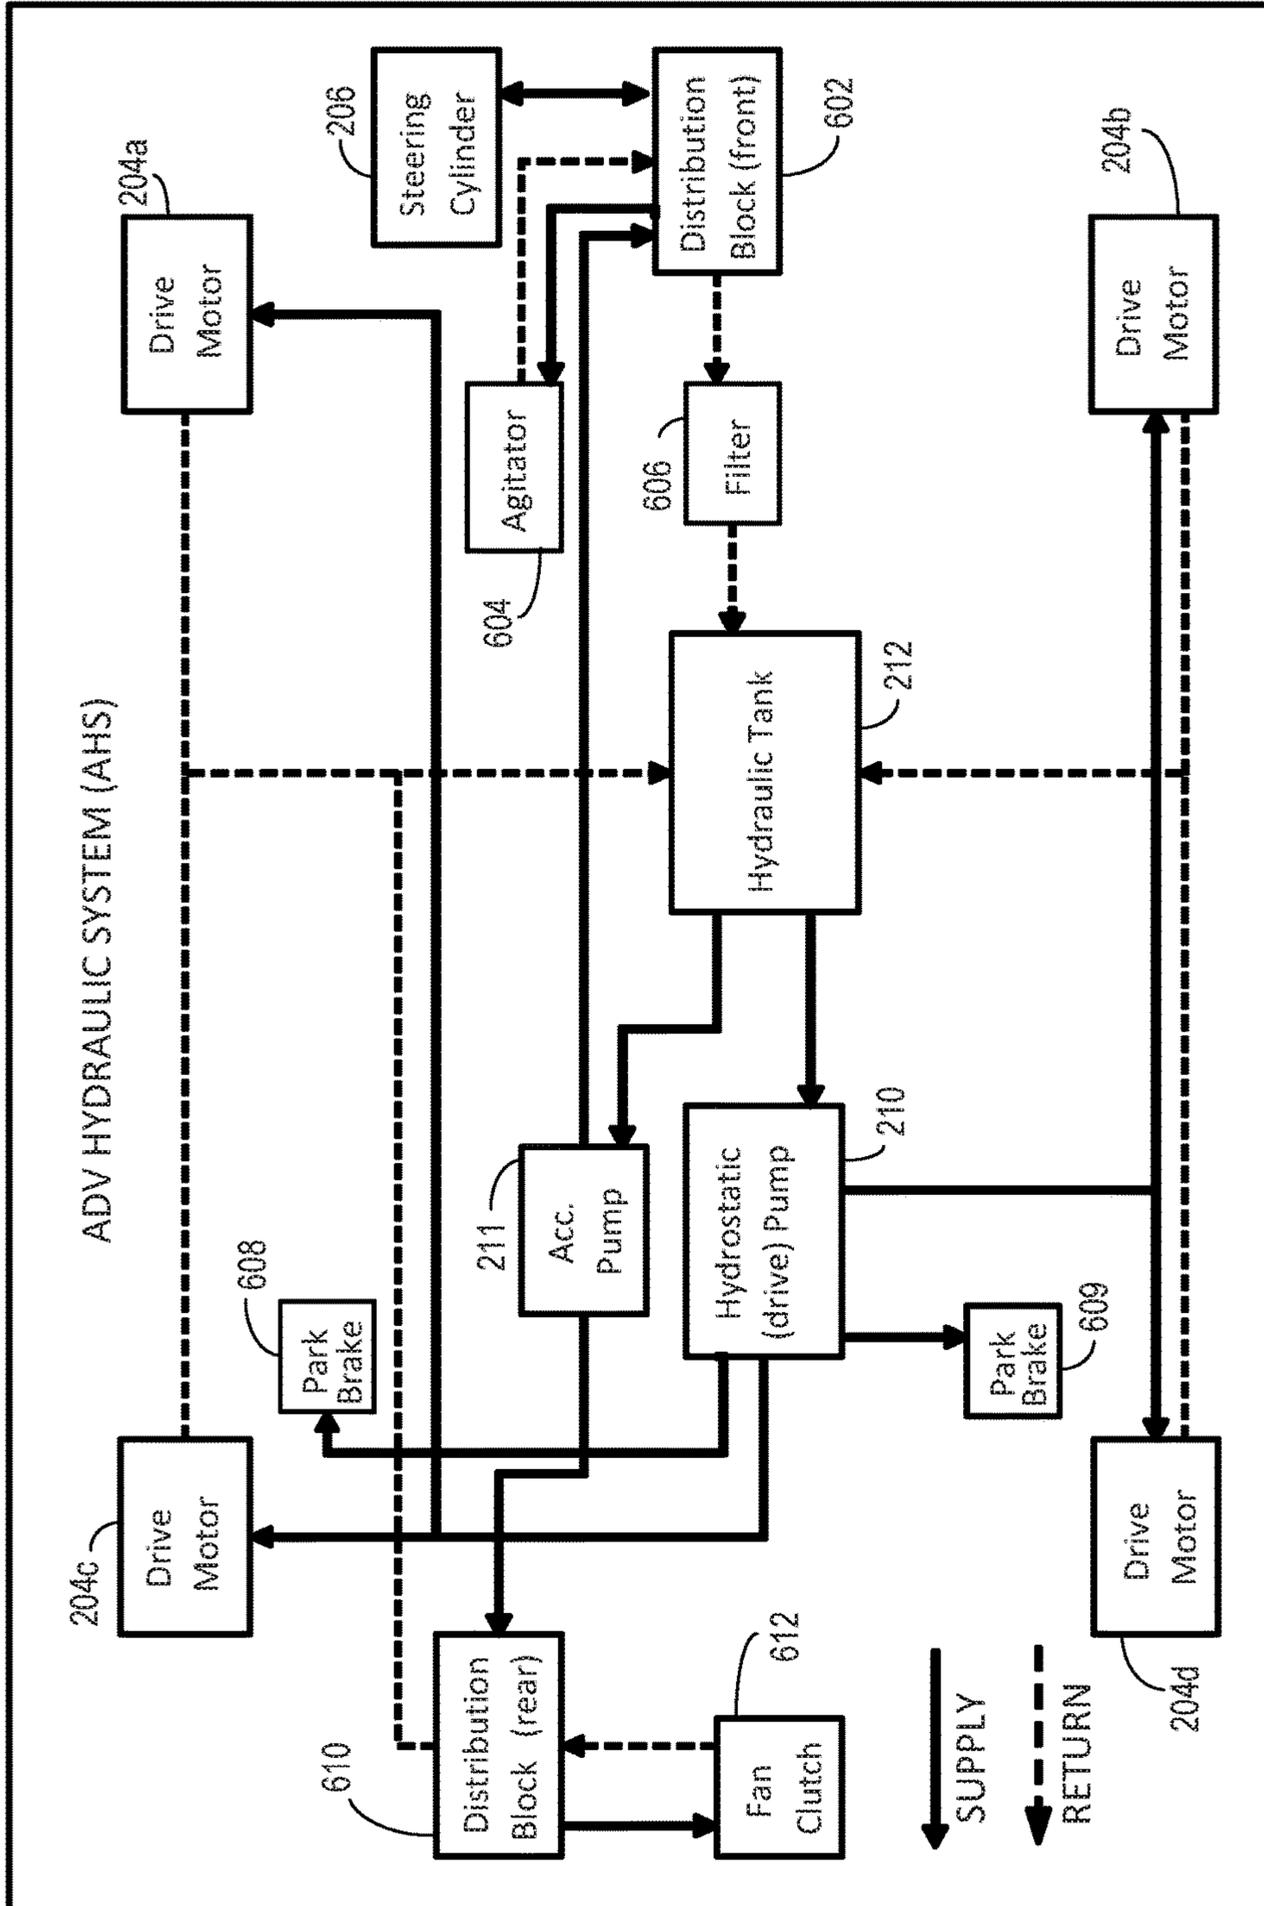 ADV HYDRAULIC SYSTEM (AHS)
204c
Drive
Motor
204a
Drive
Motor
608
Park
Brake
206
Steering
Cylinder
610
Distribution
Block (rear)
211
Acc.
Pump
Agitator
604
Distribution
Block (front)
602
606
Filter
Fan
Clutch
612
Hydrostatic
(drive) Pump
210
Hydraulic Tank
212
Park
Brake
609
SUPPLY
RETURN
Drive
Motor
204d
Drive
Motor
204b